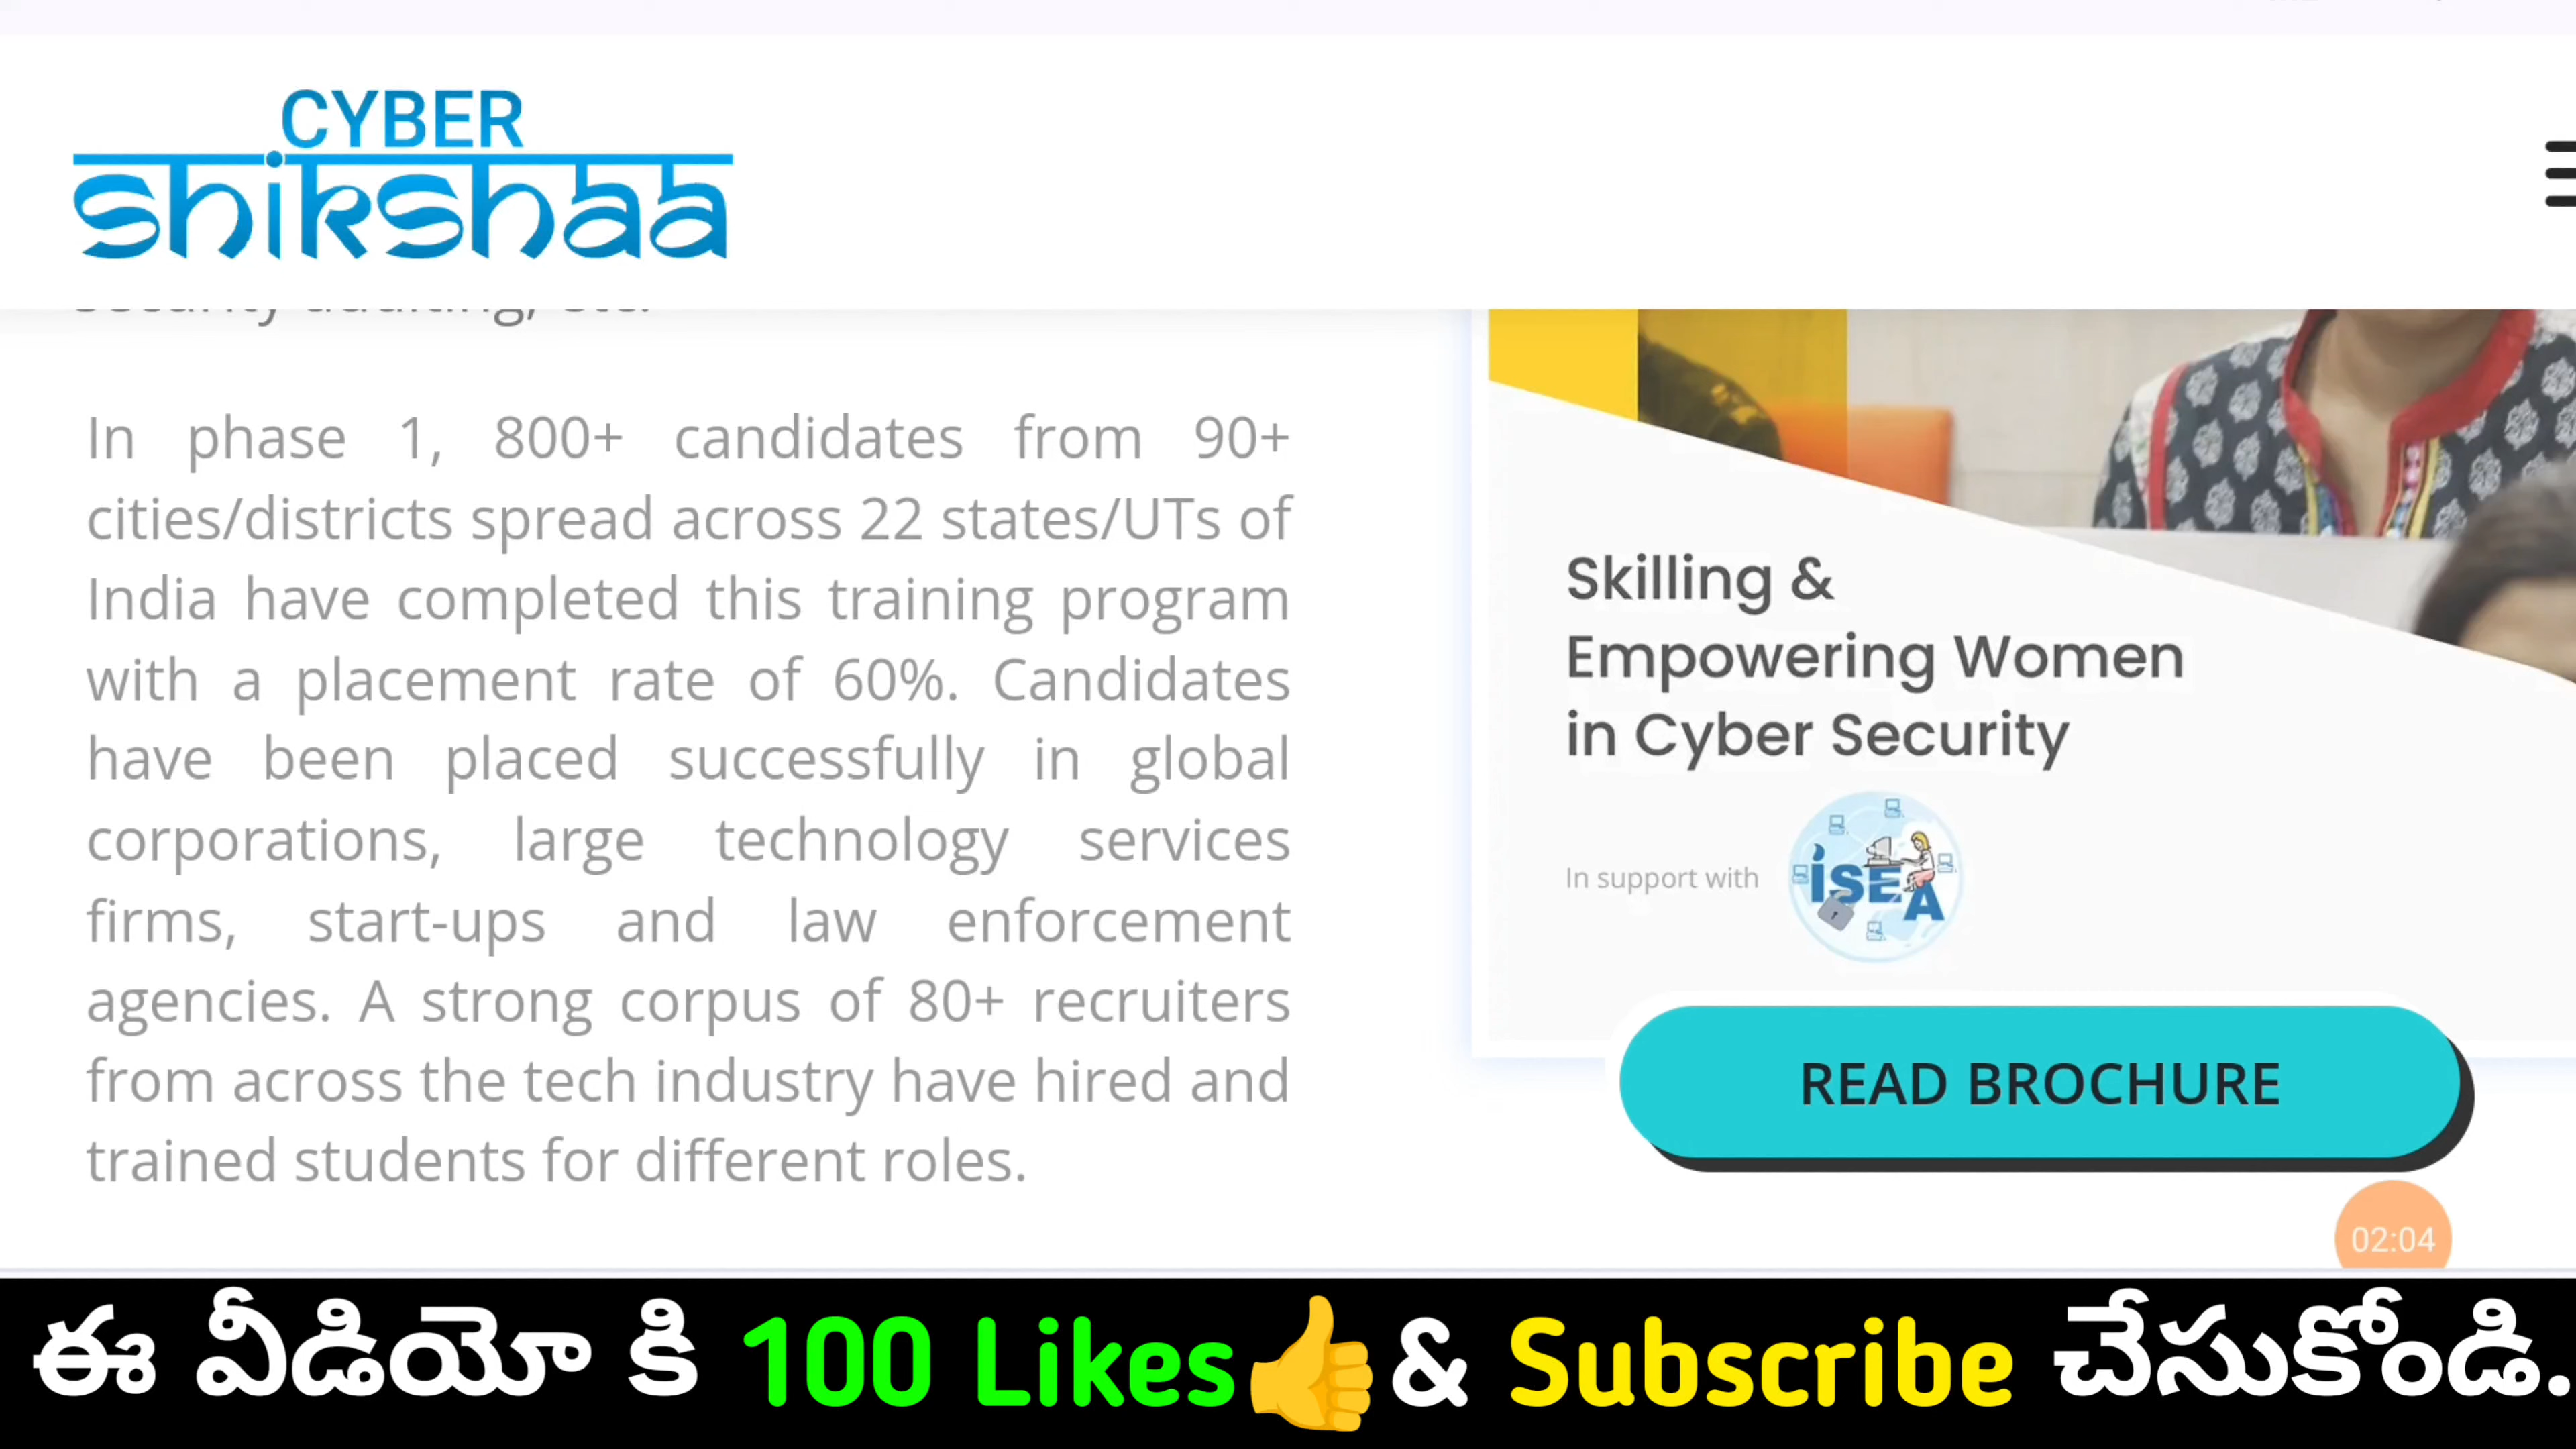 CYBER
shikshaa
security auditing, etc.
In phase 1, 800+ candidates from 90+
cities/districts spread across 22 states/UTs of
India have completed this training program
with a placement rate of 60%. Candidates
have been placed successfully in global
corporations, large technology services
firms, start-ups and law enforcement
agencies. A strong corpus of 80+ recruiters
from across the tech industry have hired and
trained students for different roles.
Skilling &
Empowering Women
in Cyber Security
In support with
ISEA
READ BROCHURE
02:04
ఈ వీడియో కి 100 Likes👍& Subscribe చేసుకోండి.